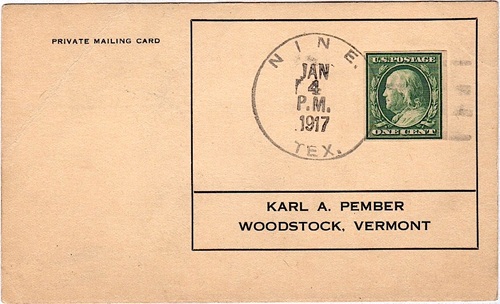 PRIVATE MAILING CARD
NINE.
JAN
4
P.M.
1917
TEX.
U.S. POSTAGE
ONE CENT
KARL A. PEMBER
WOODSTOCK, VERMONT